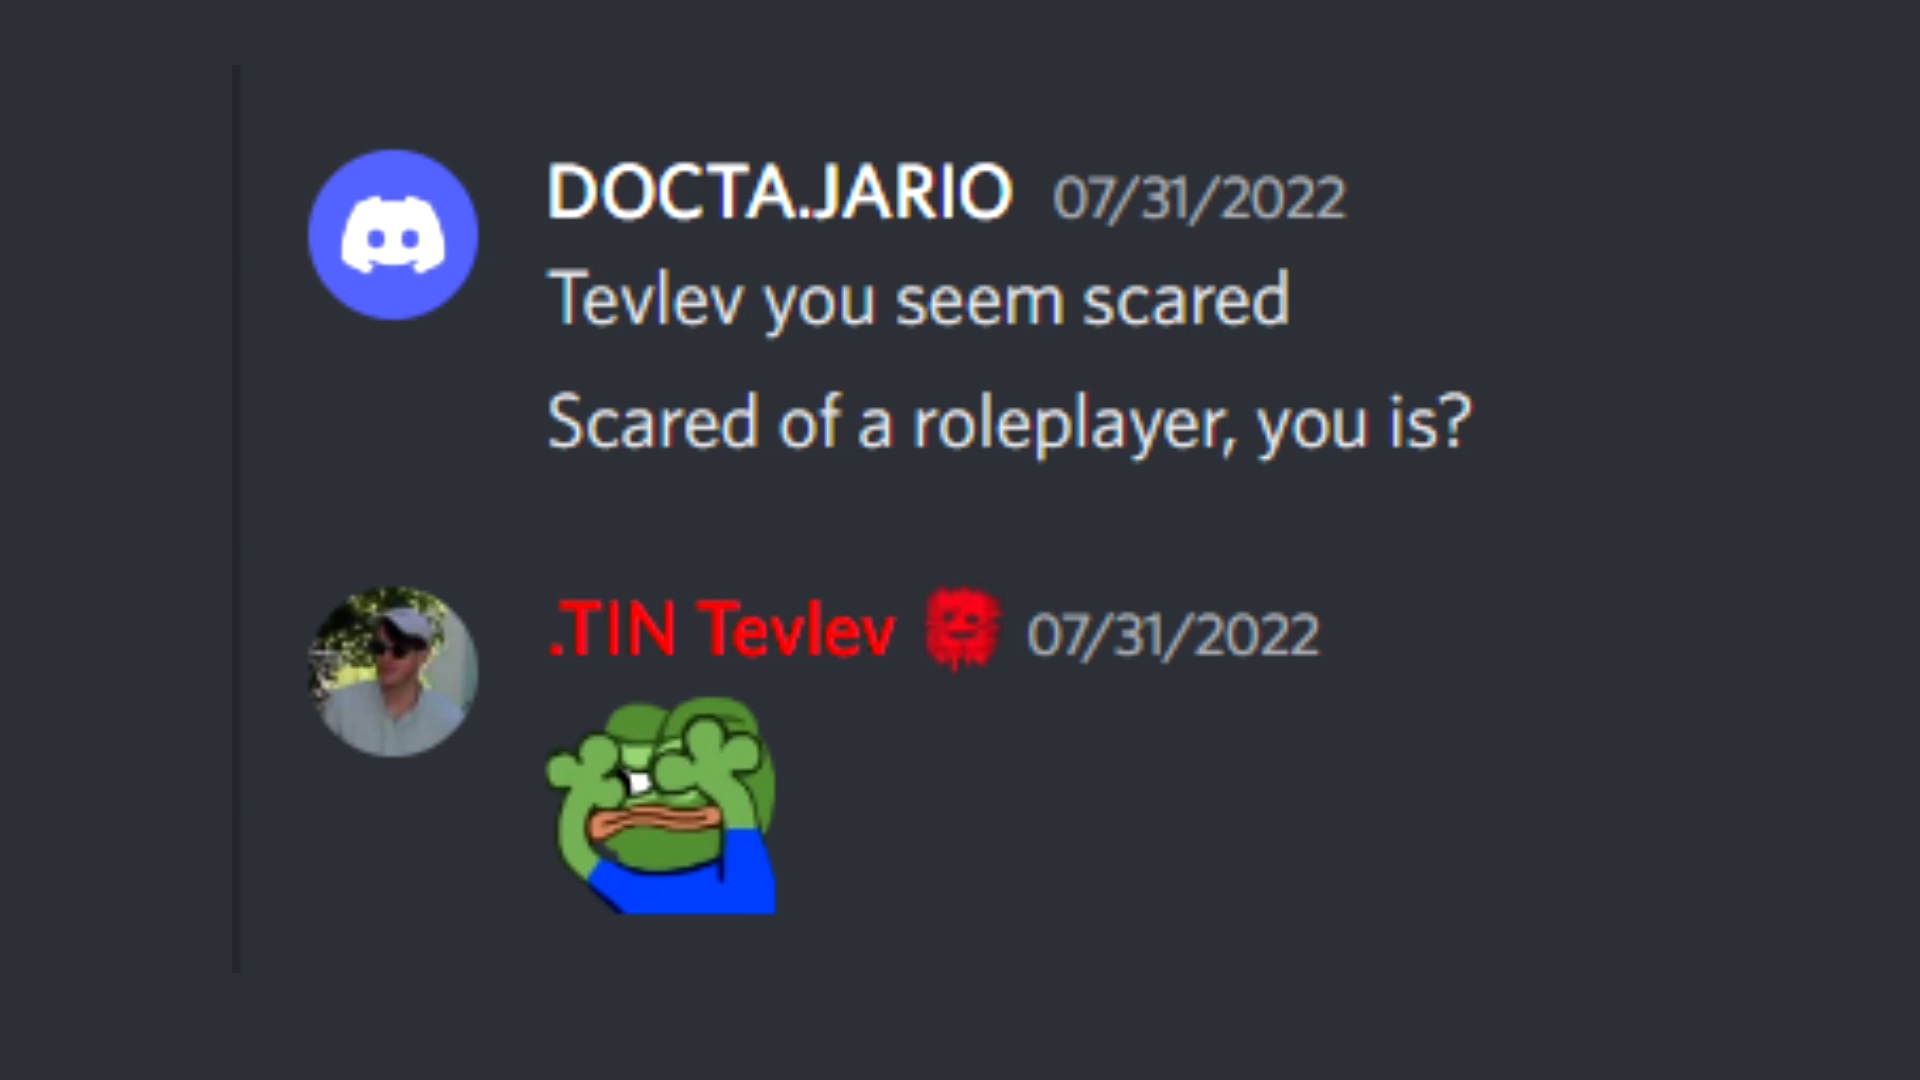 DOCTA.JARIO 07/31/2022
Tevlev you seem scared
Scared of a roleplayer, you is?
.TIN Tevlev 07/31/2022